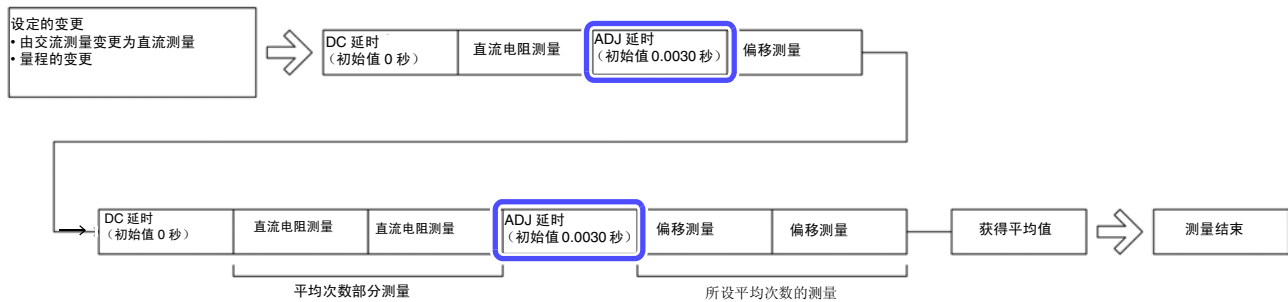 设定的变更
• 由交流测量变更为直流测量
• 量程的变更
DC 延时
（初始值 0 秒）
直流电阻测量
ADJ 延时
（初始值 0.0030 秒）
偏移测量
DC 延时
（初始值 0 秒）
直流电阻测量
直流电阻测量
ADJ 延时
（初始值 0.0030 秒）
偏移测量
偏移测量
获得平均值
测量结束
平均次数部分测量
所设平均次数的测量